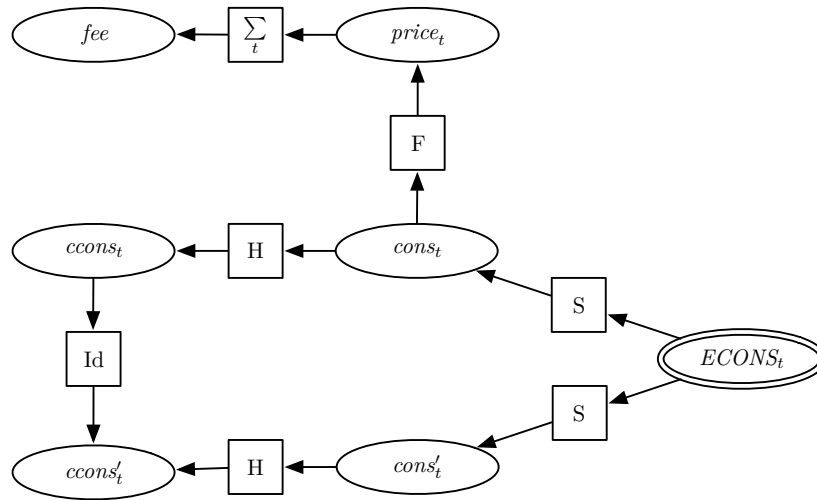 fee
∑
t
price_t
F
ccons_t
H
cons_t
S
Id
ECONS_t
S
ccons′_t
H
cons′_t